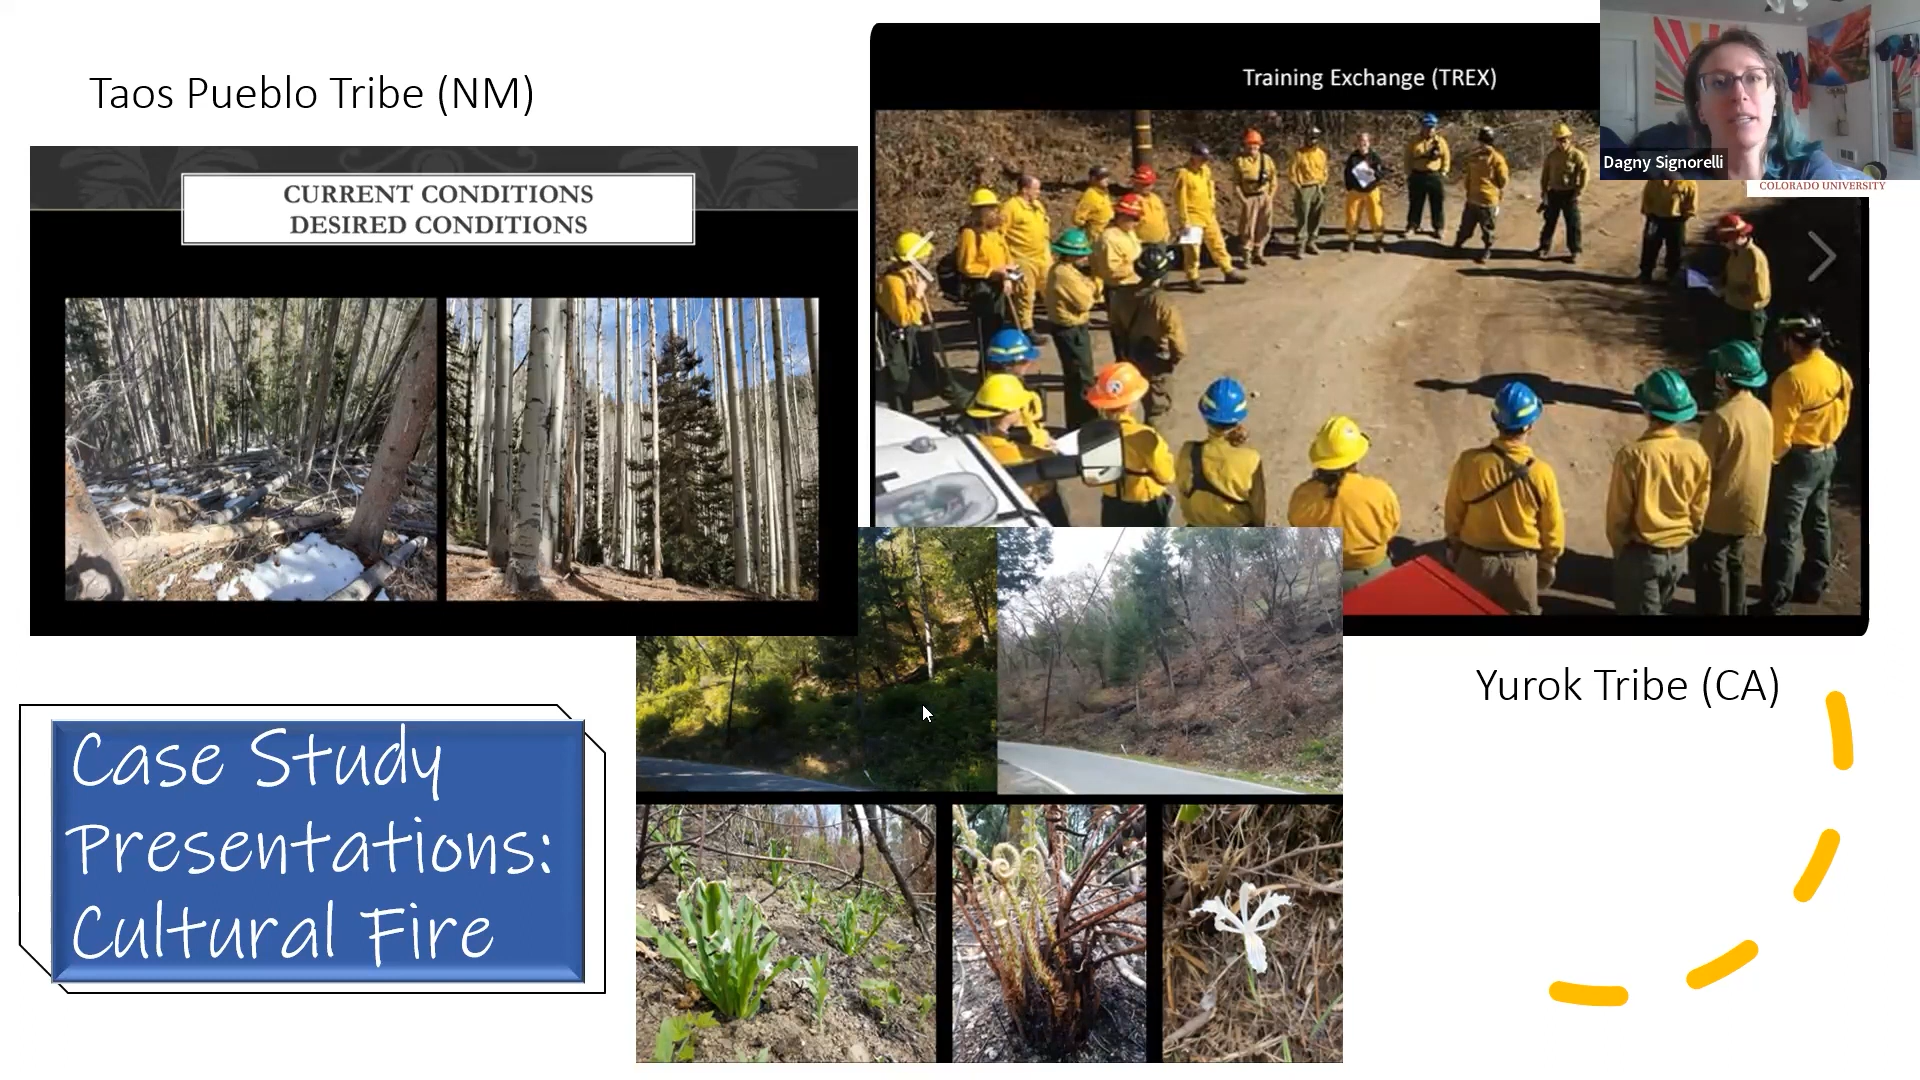 Taos Pueblo Tribe (NM)
CURRENT CONDITIONS
DESIRED CONDITIONS
Training Exchange (TREX)
Dagny Signorelli
COLORADO UNIVERSITY
Yurok Tribe (CA)
Case Study
Presentations:
Cultural Fire